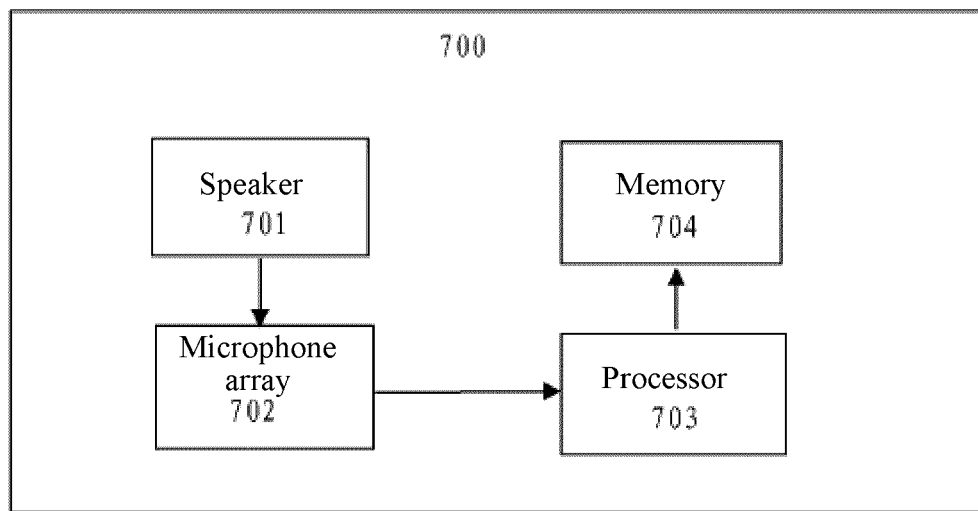 700
Speaker
701
Memory
704
Microphone
array
702
Processor
703